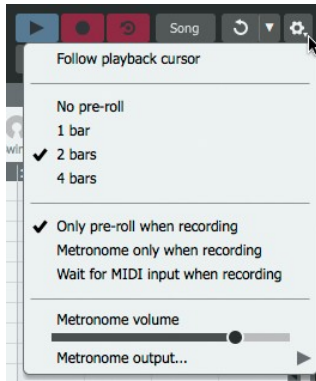 Song
Follow playback cursor
No pre-roll
1 bar
2 bars
4 bars
Only pre-roll when recording
Metronome only when recording
Wait for MIDI input when recording
Metronome volume
Metronome output...